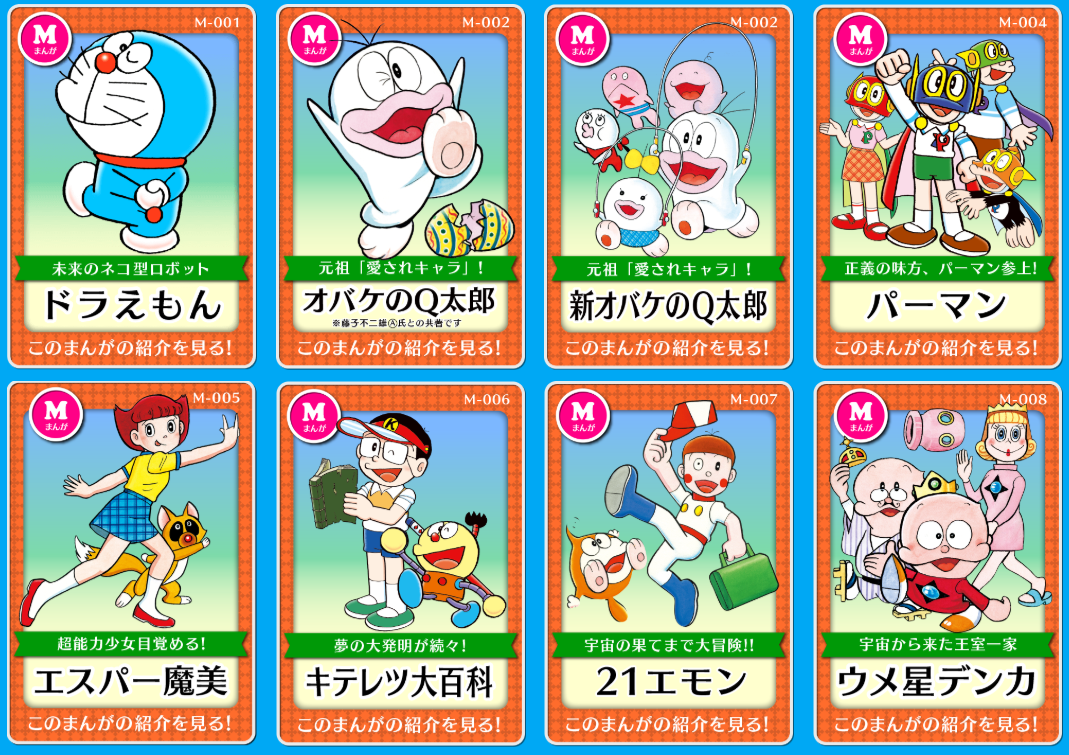 M-001
M
まんが
未来のネコ型ロボット
ドラえもん
このまんがの紹介を見る!
M-002
M
まんが
元祖「愛されキャラ」!
オバケのQ太郎
※藤子不二雄Ⓐ氏との共著です
このまんがの紹介を見る!
M-002
M
まんが
元祖「愛されキャラ」!
新オバケのQ太郎
このまんがの紹介を見る!
M-004
M
まんが
P
正義の味方、パーマン参上!
パーマン
このまんがの紹介を見る!
M-005
M
まんが
超能力少女目覚める!
エスパー魔美
このまんがの紹介を見る!
M-006
M
まんが
K
夢の大発明が続々!
キテレツ大百科
このまんがの紹介を見る!
M-007
M
まんが
宇宙の果てまで大冒険!!
21エモン
このまんがの紹介を見る!
M-008
M
まんが
宇宙から来た王室一家
ウメ星デンカ
このまんがの紹介を見る!